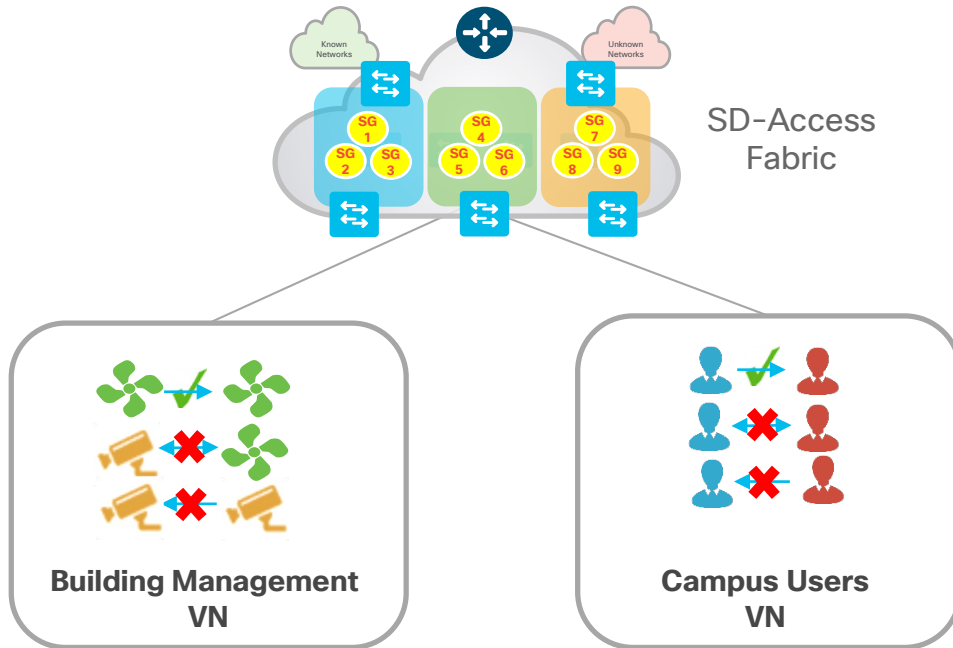 Known
Networks
Unknown
Networks
SG
1
SG
2
SG
3
SG
4
SG
5
SG
6
SG
7
SG
8
SG
9
SD-Access
Fabric
Building Management
VN
Campus Users
VN